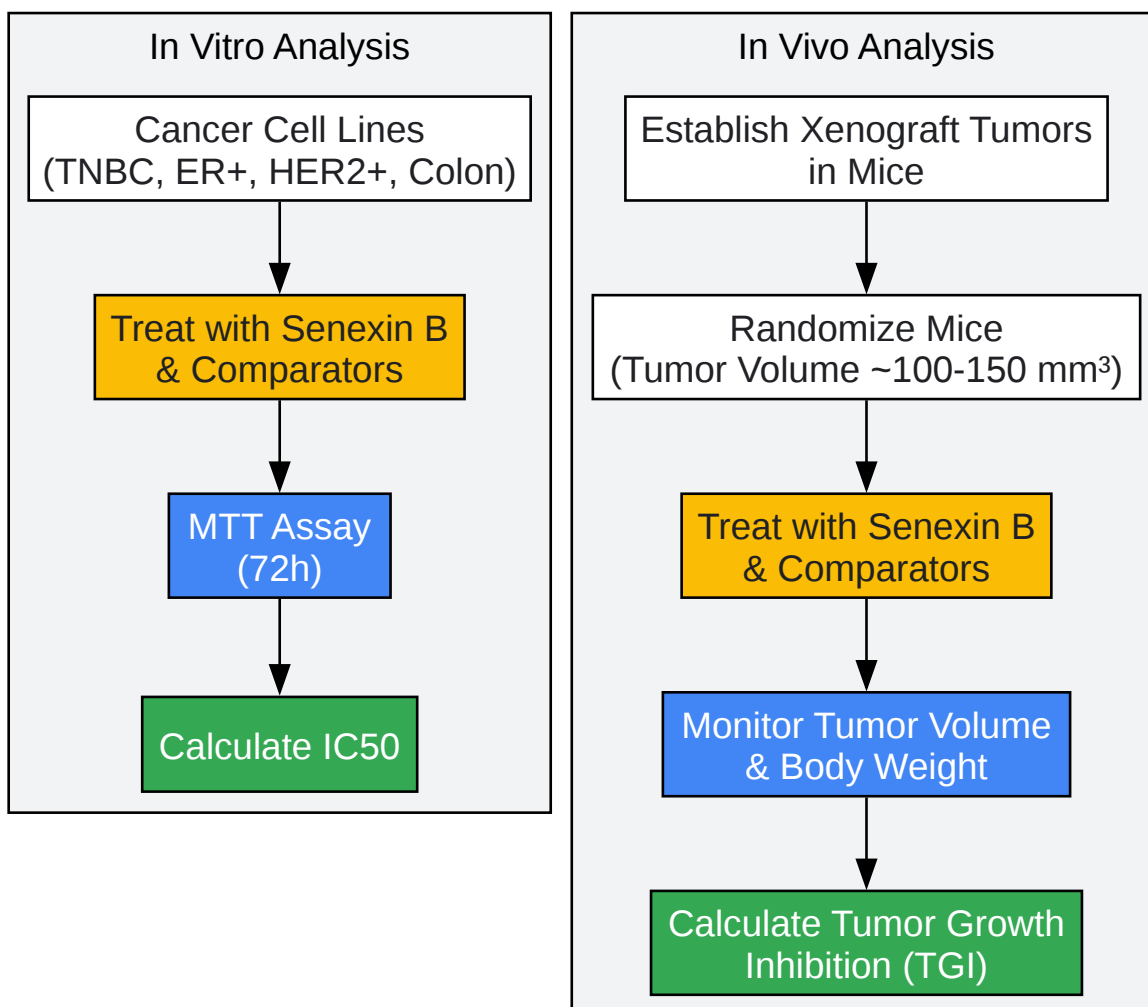 In Vitro Analysis
Cancer Cell Lines
(TNBC, ER+, HER2+, Colon)
Treat with Senexin B
& Comparators
MTT Assay
(72h)
Calculate IC50
In Vivo Analysis
Establish Xenograft Tumors
in Mice
Randomize Mice
(Tumor Volume ~100-150 mm³)
Treat with Senexin B
& Comparators
Monitor Tumor Volume
& Body Weight
Calculate Tumor Growth
Inhibition (TGI)